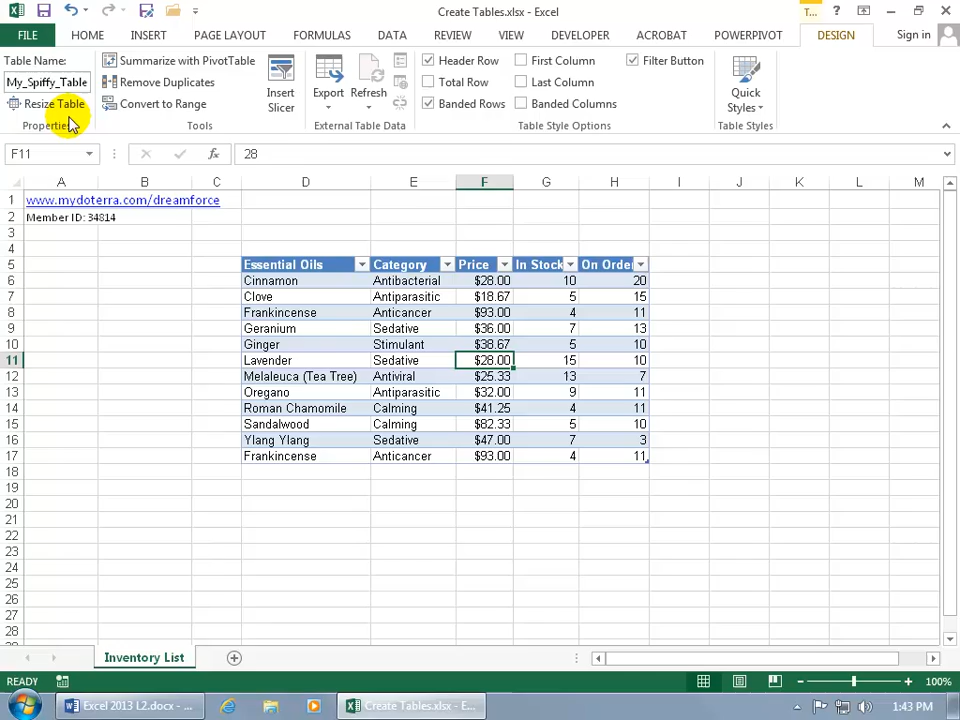 Create Tables.xlsx - Excel
T... ?
FILE HOME INSERT PAGE LAYOUT FORMULAS DATA REVIEW VIEW DEVELOPER ACROBAT POWERPIVOT DESIGN Sign in
Table Name: Summarize with PivotTable Header Row First Column Filter Button
My_Spiffy_Table Remove Duplicates Total Row Last Column
Resize Table Convert to Range Insert Slicer Export Refresh Banded Rows Banded Columns Quick Styles
Properties Tools External Table Data Table Style Options Table Styles
F11 fx 28
A B C D E F G H I J K L M
1 www.mydoterra.com/dreamforce
2 Member ID: 34814
3
4
5 Essential Oils Category Price In Stock On Order
6 Cinnamon Antibacterial $28.00 10 20
7 Clove Antiparasitic $18.67 5 15
8 Frankincense Anticancer $93.00 4 11
9 Geranium Sedative $36.00 7 13
10 Ginger Stimulant $38.67 5 10
11 Lavender Sedative $28.00 15 10
12 Melaleuca (Tea Tree) Antiviral $25.33 13 7
13 Oregano Antiparasitic $32.00 9 11
14 Roman Chamomile Calming $41.25 4 11
15 Sandalwood Calming $82.33 5 10
16 Ylang Ylang Sedative $47.00 7 3
17 Frankincense Anticancer $93.00 4 11
18
19
20
21
22
23
24
25
26
27
28
Inventory List
READY 100%
Excel 2013 L2.docx - ... Create Tables.xlsx - E... 1:43 PM